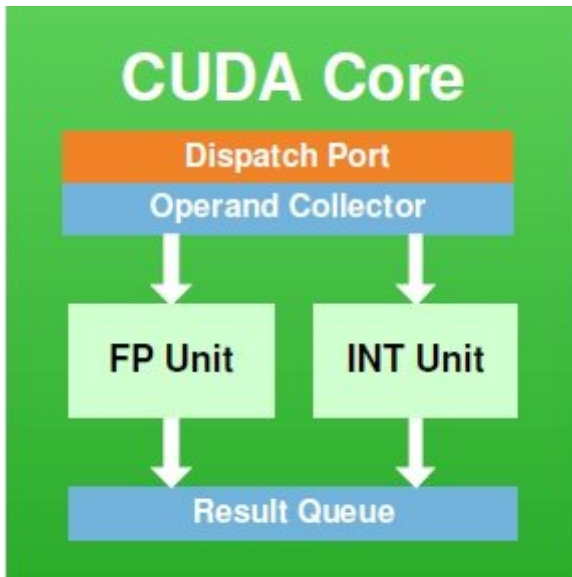 CUDA Core
Dispatch Port
Operand Collector
FP Unit
INT Unit
Result Queue